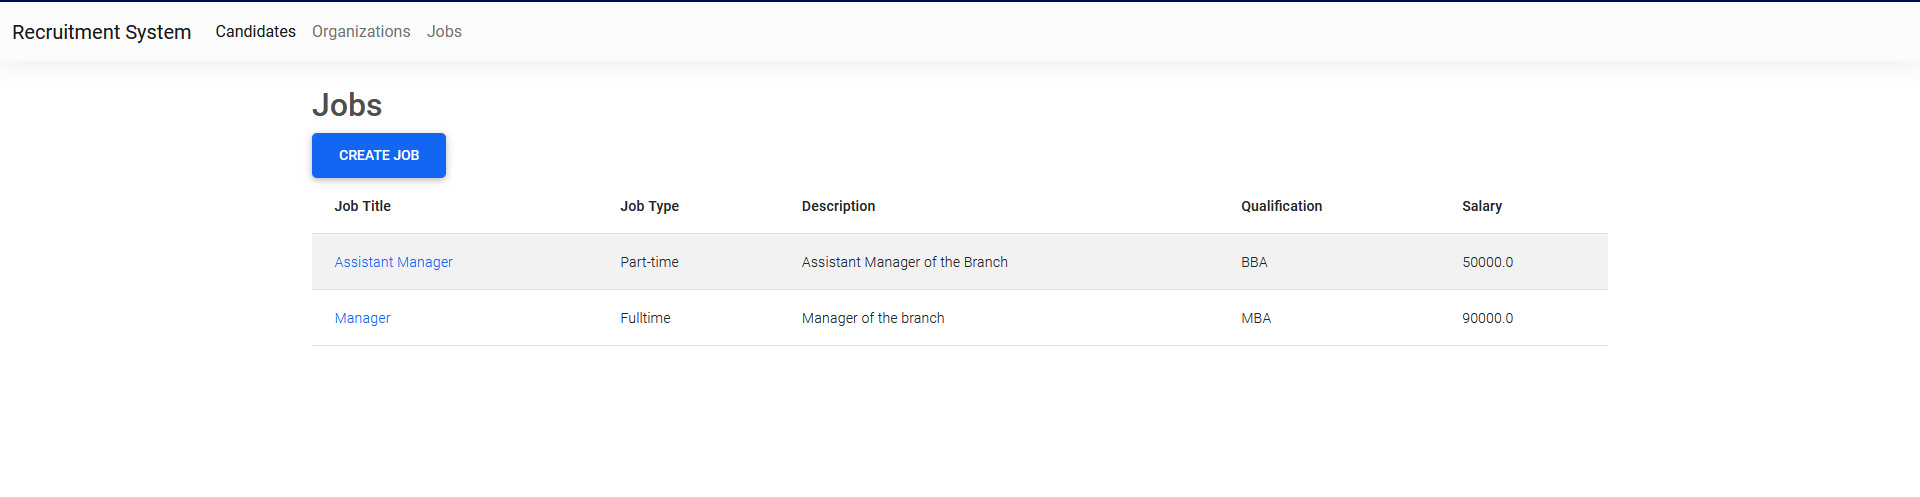 Recruitment System Candidates Organizations Jobs
Jobs
CREATE JOB
Job Title Job Type Description Qualification Salary
Assistant Manager Part-time Assistant Manager of the Branch BBA 50000.0
Manager Fulltime Manager of the branch MBA 90000.0